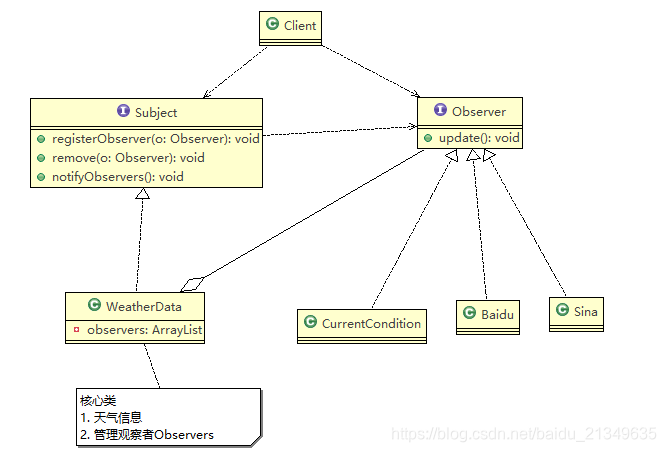 Client
Subject
registerObserver(o: Observer): void
remove(o: Observer): void
notifyObservers(): void
Observer
update(): void
WeatherData
observers: ArrayList
CurrentCondition
Baidu
Sina
核心类
1. 天气信息
2. 管理观察者Observers
https://blog.csdn.net/baidu_21349635